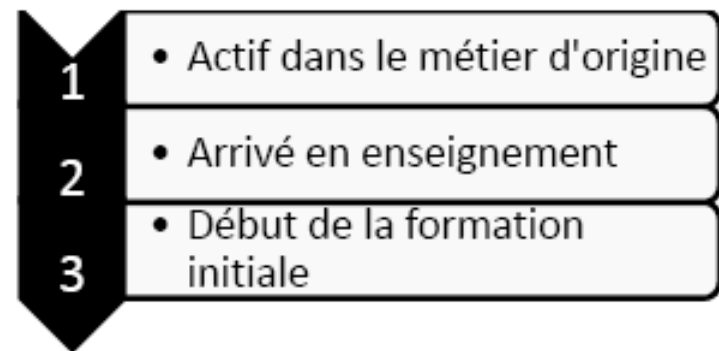 1
• Actif dans le métier d'origine
2
• Arrivé en enseignement
3
• Début de la formation
initiale